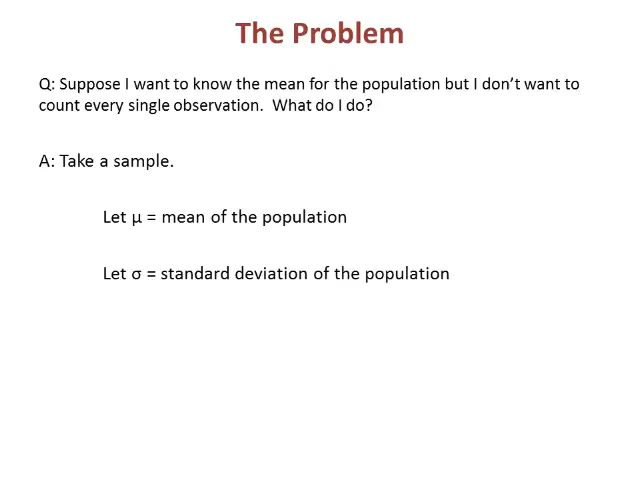 The Problem
Q: Suppose I want to know the mean for the population but I don’t want to
count every single observation.  What do I do?
A: Take a sample.
Let μ = mean of the population
Let σ = standard deviation of the population